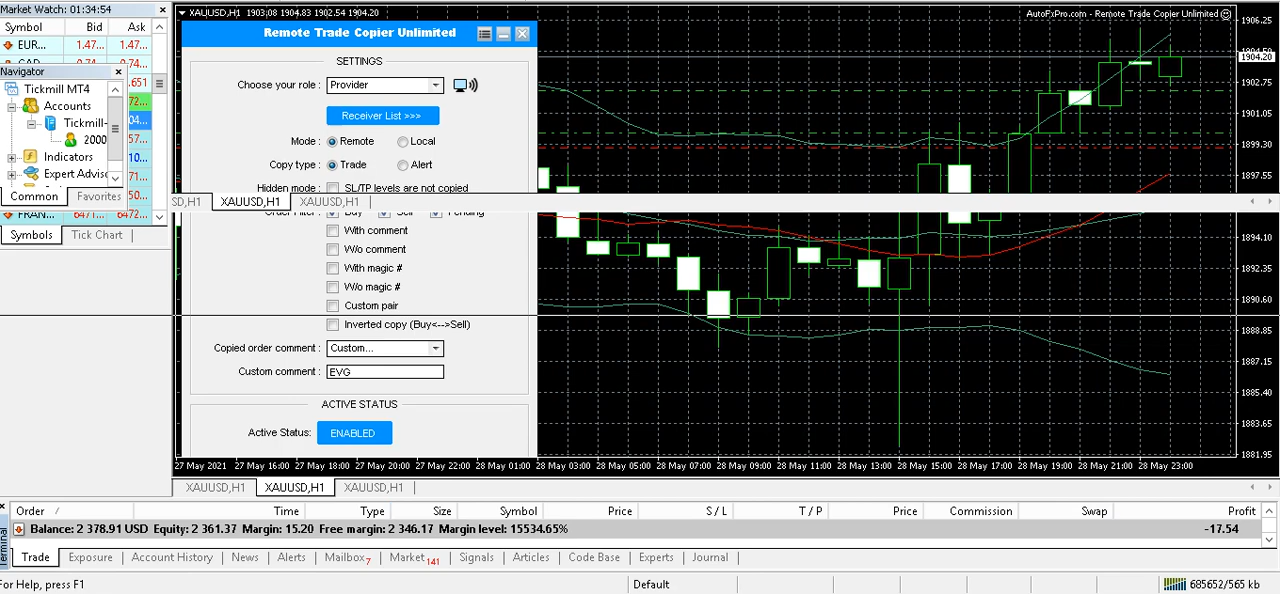 Market Watch: 01:34:54
Symbol Bid Ask
EUR... 1.47... 1.47...
Navigator
Tickmill MT4
Accounts
Tickmill-
2000
Indicators
Expert Advis
Common Favorites
FRAN... 6471... 6472...
Symbols Tick Chart
XAUUSD,H1 1903.08 1904.83 1902.54 1904.20
AutoFxPro.com - Remote Trade Copier Unlimited
Remote Trade Copier Unlimited
SETTINGS
Choose your role : Provider
Receiver List >>>
Mode : Remote Local
Copy type : Trade Alert
Hidden mode : SL/TP levels are not copied
SD,H1 XAUUSD,H1 XAUUSD,H1
Order Filter : Buy Sell Pending
With comment
W/o comment
With magic #
W/o magic #
Custom pair
Inverted copy (Buy<-->Sell)
Copied order comment : Custom...
Custom comment : EVG
ACTIVE STATUS
Active Status: ENABLED
1906.25
1904.50
1904.20
1902.75
1901.05
1899.30
1897.55
1894.10
1892.35
1890.60
1888.85
1887.15
1885.40
1883.65
1881.95
27 May 2021 27 May 16:00 27 May 18:00 27 May 20:00 27 May 22:00 28 May 01:00 28 May 03:00 28 May 05:00 28 May 07:00 28 May 09:00 28 May 11:00 28 May 13:00 28 May 15:00 28 May 17:00 28 May 19:00 28 May 21:00 28 May 23:00
XAUUSD,H1 XAUUSD,H1 XAUUSD,H1
Order / Time Type Size Symbol Price S / L T / P Price Commission Swap Profit
Balance: 2 378.91 USD Equity: 2 361.37 Margin: 15.20 Free margin: 2 346.17 Margin level: 15534.65% -17.54
Terminal
Trade Exposure Account History News Alerts Mailbox 7 Market 141 Signals Articles Code Base Experts Journal
For Help, press F1 Default 685652/565 kb